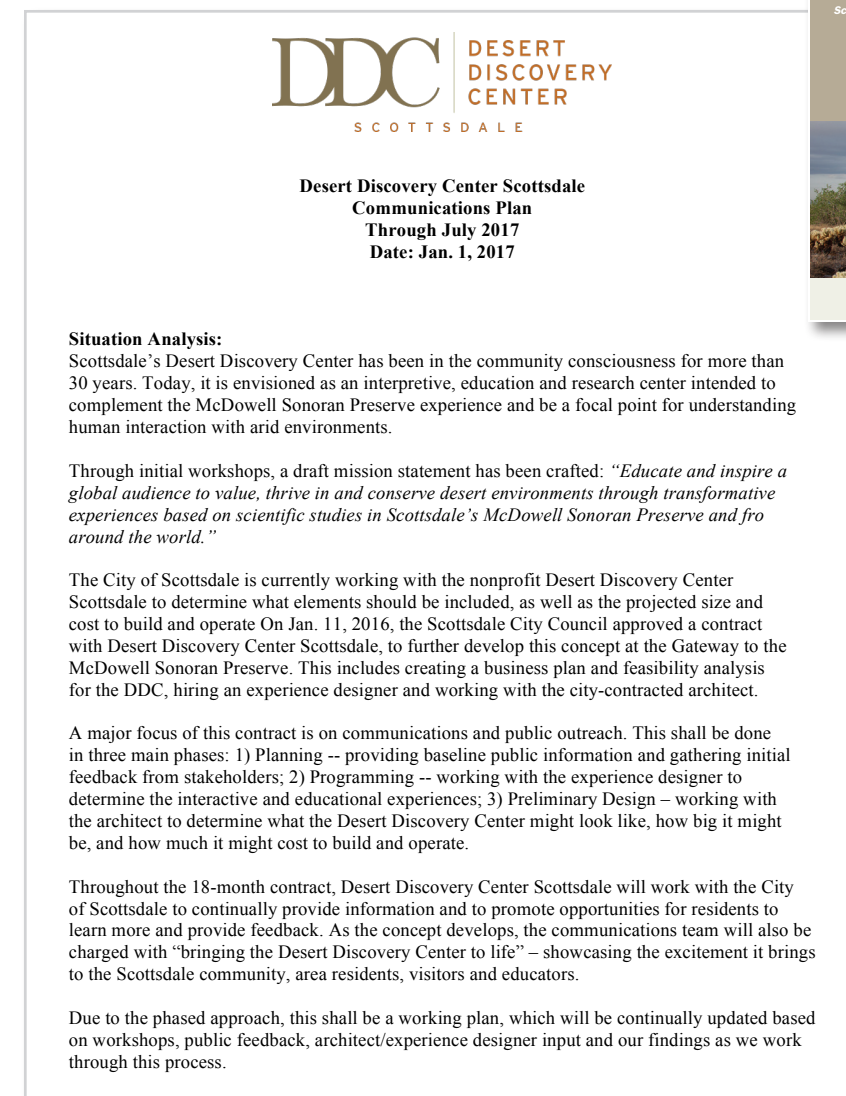 Sc
DDC
DESERT
DISCOVERY
CENTER
SCOTTSDALE
Desert Discovery Center Scottsdale
Communications Plan
Through July 2017
Date: Jan. 1, 2017
Situation Analysis:
Scottsdale’s Desert Discovery Center has been in the community consciousness for more than
30 years. Today, it is envisioned as an interpretive, education and research center intended to
complement the McDowell Sonoran Preserve experience and be a focal point for understanding
human interaction with arid environments.
Through initial workshops, a draft mission statement has been crafted: “Educate and inspire a
global audience to value, thrive in and conserve desert environments through transformative
experiences based on scientific studies in Scottsdale’s McDowell Sonoran Preserve and fro
around the world.”
The City of Scottsdale is currently working with the nonprofit Desert Discovery Center
Scottsdale to determine what elements should be included, as well as the projected size and
cost to build and operate On Jan. 11, 2016, the Scottsdale City Council approved a contract
with Desert Discovery Center Scottsdale, to further develop this concept at the Gateway to the
McDowell Sonoran Preserve. This includes creating a business plan and feasibility analysis
for the DDC, hiring an experience designer and working with the city-contracted architect.
A major focus of this contract is on communications and public outreach. This shall be done
in three main phases: 1) Planning -- providing baseline public information and gathering initial
feedback from stakeholders; 2) Programming -- working with the experience designer to
determine the interactive and educational experiences; 3) Preliminary Design – working with
the architect to determine what the Desert Discovery Center might look like, how big it might
be, and how much it might cost to build and operate.
Throughout the 18-month contract, Desert Discovery Center Scottsdale will work with the City
of Scottsdale to continually provide information and to promote opportunities for residents to
learn more and provide feedback. As the concept develops, the communications team will also be
charged with “bringing the Desert Discovery Center to life” – showcasing the excitement it brings
to the Scottsdale community, area residents, visitors and educators.
Due to the phased approach, this shall be a working plan, which will be continually updated based
on workshops, public feedback, architect/experience designer input and our findings as we work
through this process.